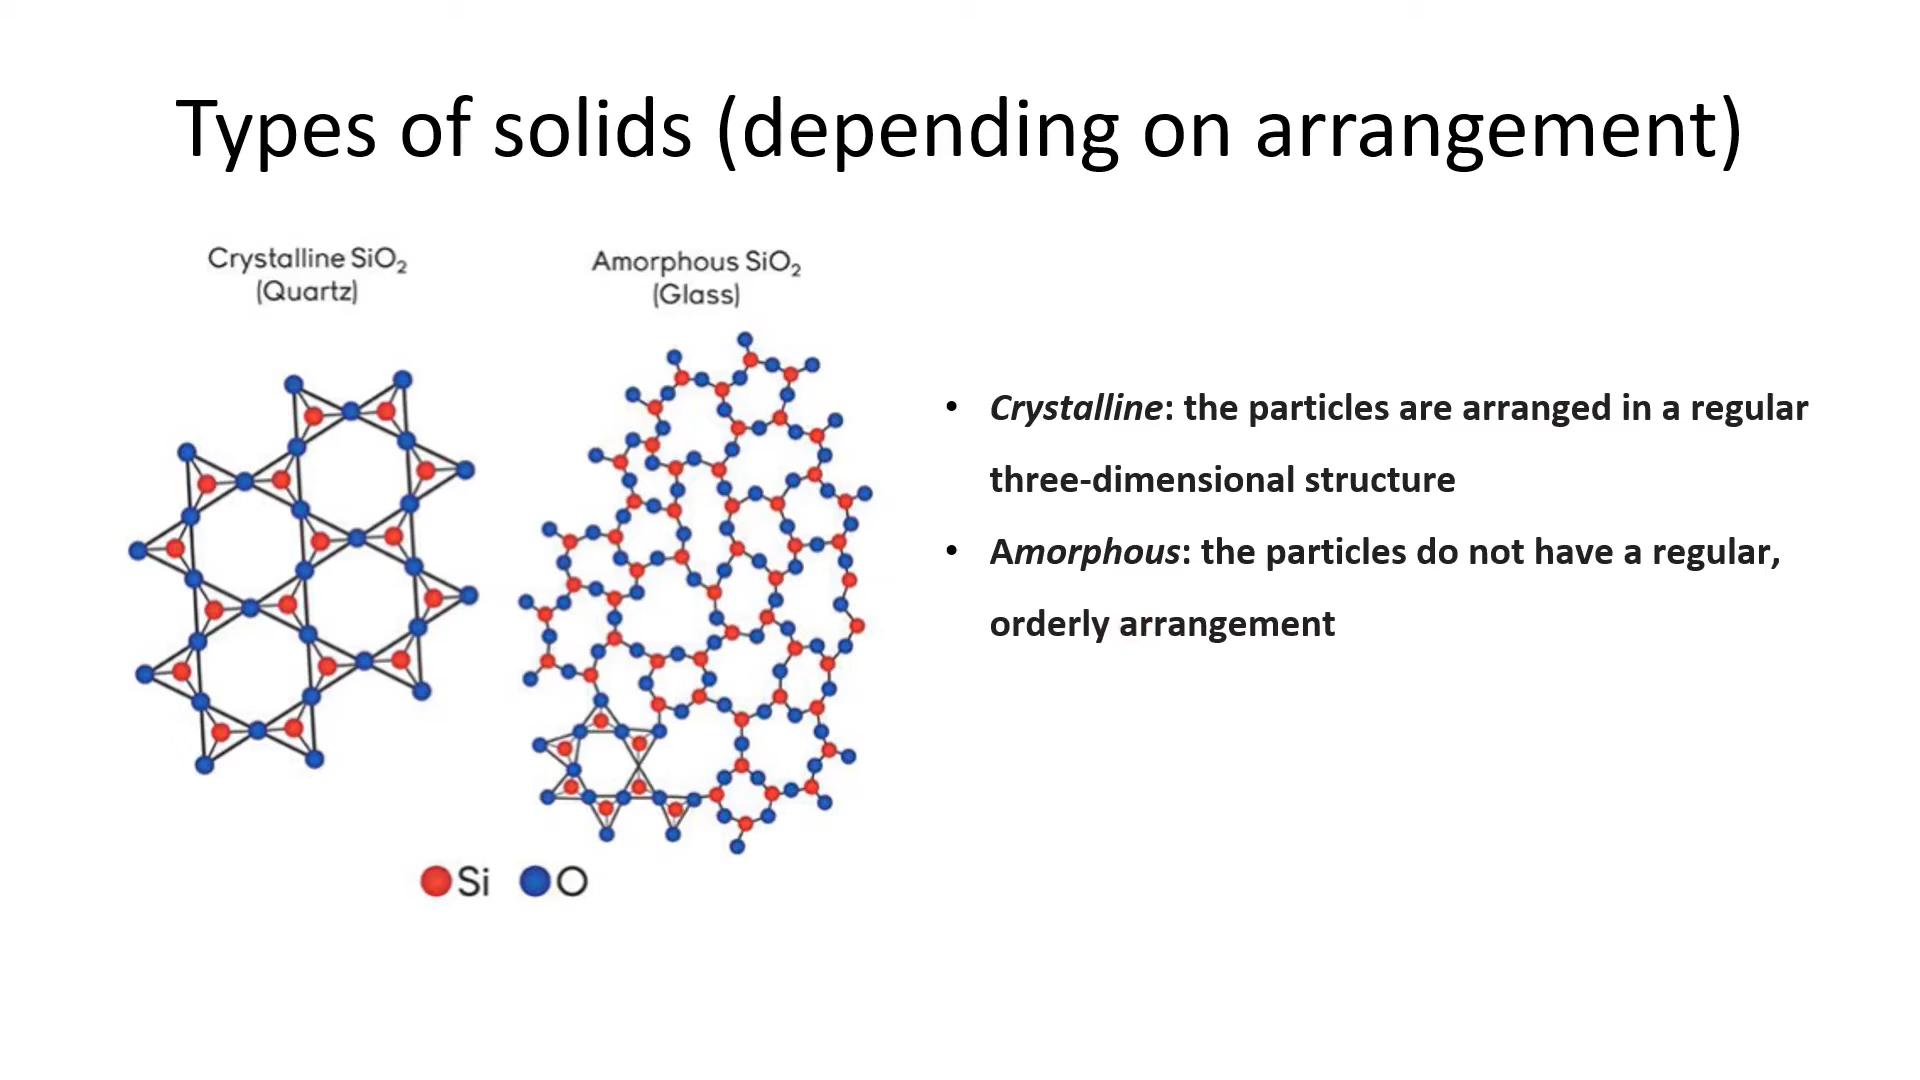 Types of solids (depending on arrangement)
Crystalline SiO₂
(Quartz)
Amorphous SiO₂
(Glass)
• Crystalline: the particles are arranged in a regular
three-dimensional structure
• Amorphous: the particles do not have a regular,
orderly arrangement
Si O